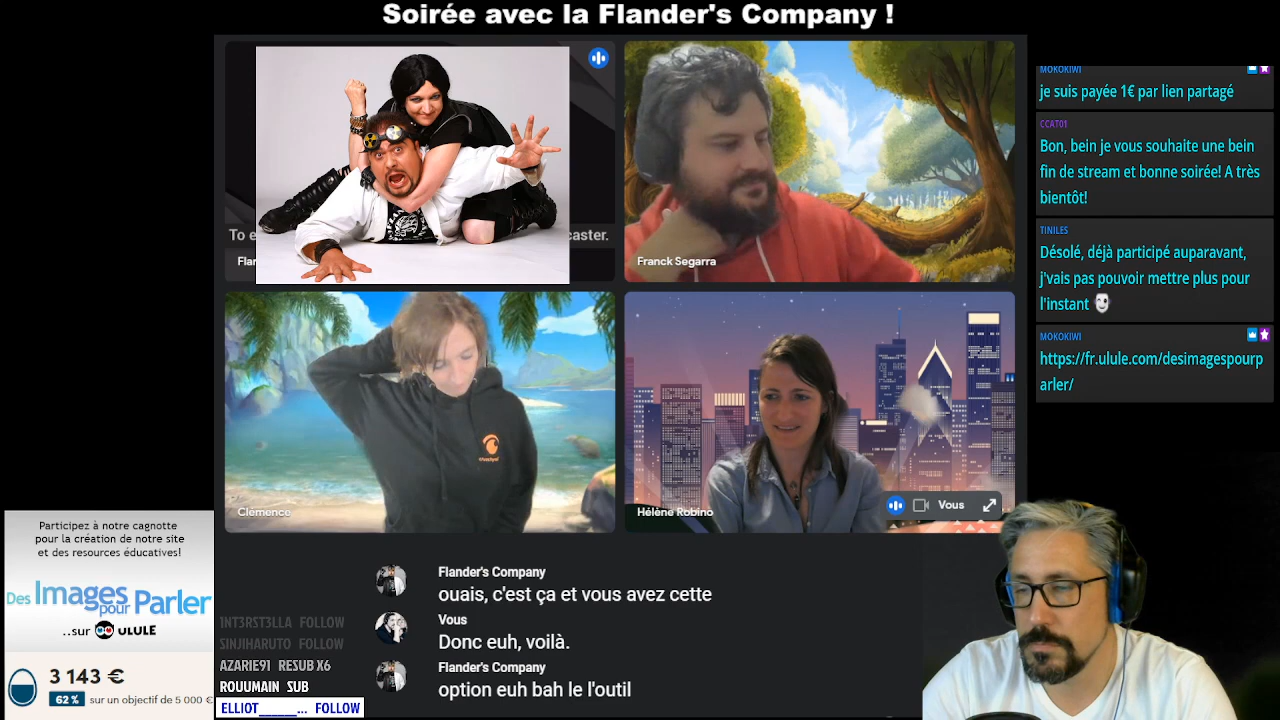 Soirée avec la Flander's Company !
To e
caster.
Flan
Franck Segarra
Clémence
Hélène Robino
Vous
MOKOKIWI
je suis payée 1€ par lien partagé
CCAT01
Bon, bein je vous souhaite une bein
fin de stream et bonne soirée! A très
bientôt!
TINILES
Désolé, déjà participé auparavant,
j'vais pas pouvoir mettre plus pour
l'instant
MOKOKIWI
https://fr.ulule.com/desimagespourp
arler/
Participez à notre cagnotte
pour la création de notre site
et des resources éducatives!
Des Images pour Parler
..sur ULULE
3 143 €
62 % sur un objectif de 5 000 €
1NT3RST3LLA FOLLOW
SINJIHARUTO FOLLOW
AZARIE91 RESUB X6
ROUUMAIN SUB
ELLIOT______... FOLLOW
Flander's Company
ouais, c'est ça et vous avez cette
Vous
Donc euh, voilà.
Flander's Company
option euh bah le l'outil